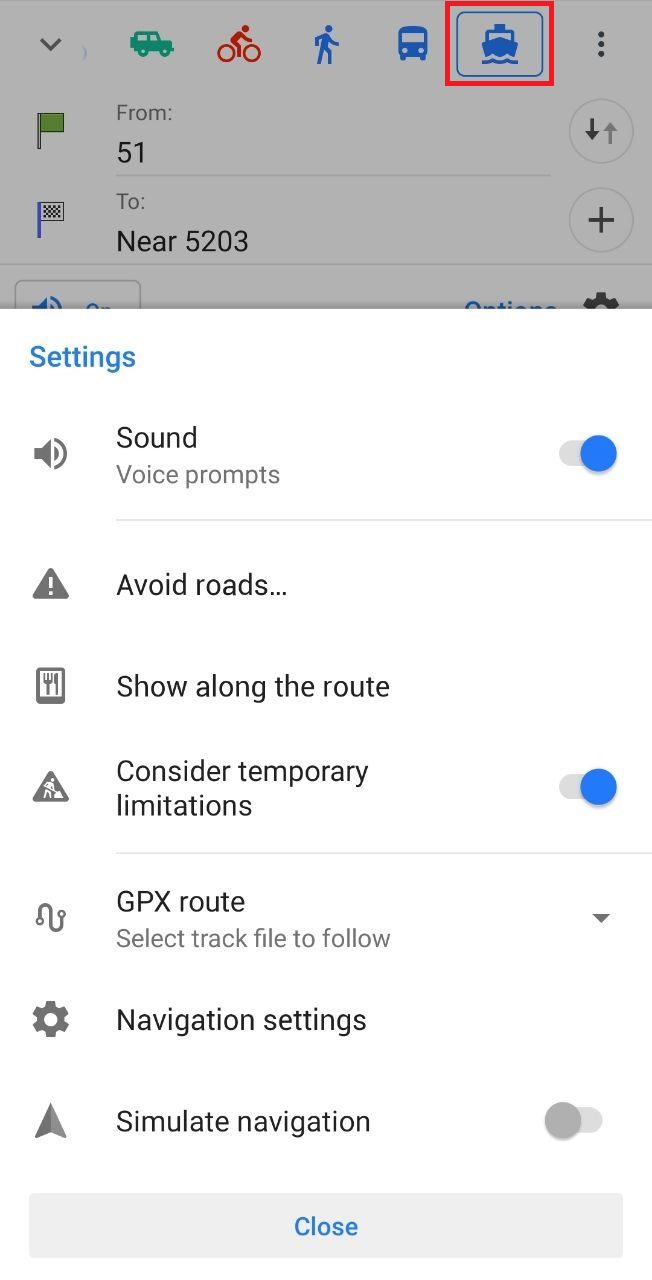 From:
51
To:
Near 5203
On
Options
Settings
Sound
Voice prompts
Avoid roads…
Show along the route
Consider temporary
limitations
GPX route
Select track file to follow
Navigation settings
Simulate navigation
Close